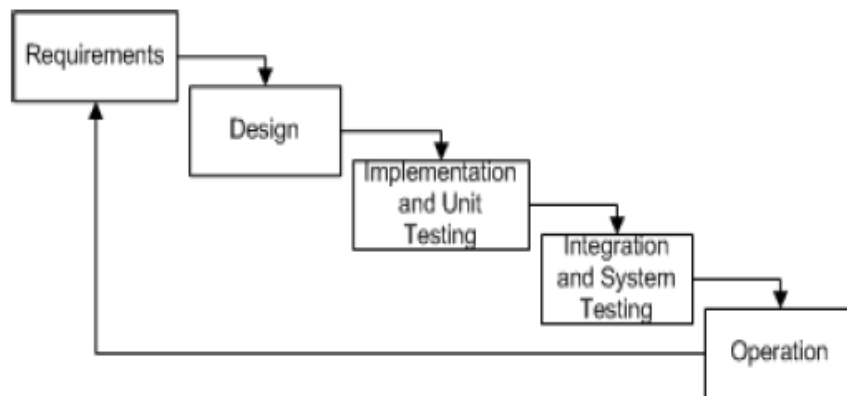 Requirements
Design
Implementation
and Unit
Testing
Integration
and System
Testing
Operation